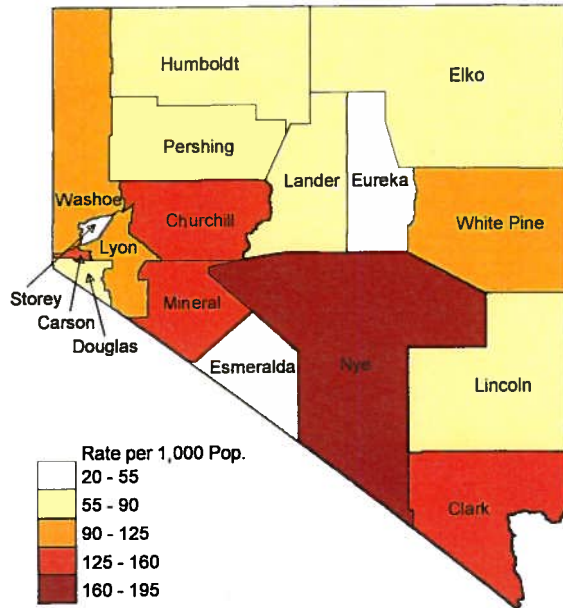 Humboldt
Elko
Pershing
Lander
Eureka
Washoe
Churchill
White Pine
Lyon
Storey
Carson
Douglas
Mineral
Esmeralda
Nye
Lincoln
Clark
Rate per 1,000 Pop.
20 - 55
55 - 90
90 - 125
125 - 160
160 - 195